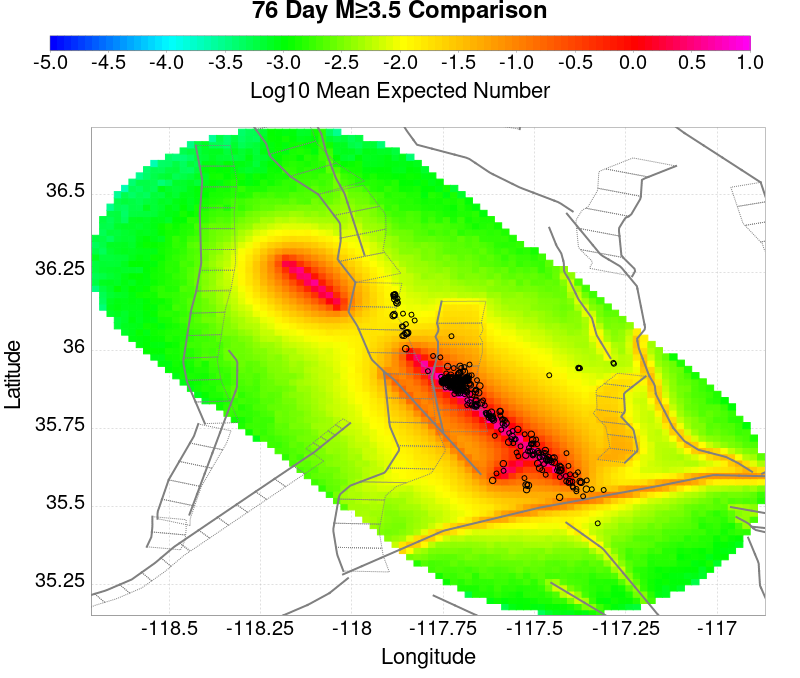 76 Day M≥3.5 Comparison
-5.0 -4.5 -4.0 -3.5 -3.0 -2.5 -2.0 -1.5 -1.0 -0.5 0.0 0.5 1.0
Log10 Mean Expected Number
36.5
36.25
36
35.75
35.5
35.25
Latitude
-118.5 -118.25 -118 -117.75 -117.5 -117.25 -117
Longitude